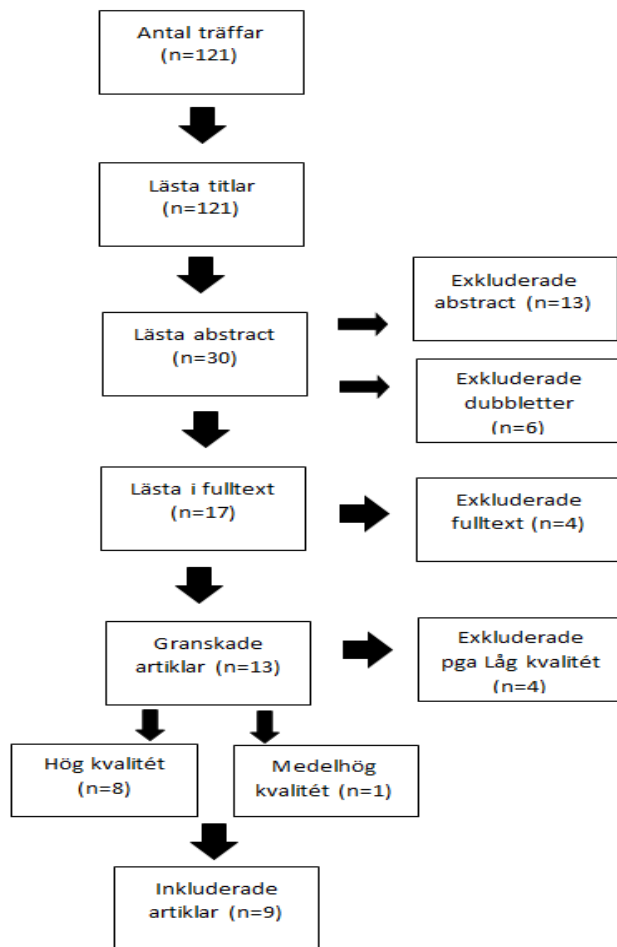 Antal träffar
(n=121)
Lästa titlar
(n=121)
Lästa abstract
(n=30)
Exkluderade
abstract (n=13)
Exkluderade
dubbletter
(n=6)
Lästa i fulltext
(n=17)
Exkluderade
fulltext (n=4)
Granskade
artiklar (n=13)
Exkluderade
pga Låg kvalitét
(n=4)
Hög kvalitét
(n=8)
Medelhög
kvalitét (n=1)
Inkluderade
artiklar (n=9)